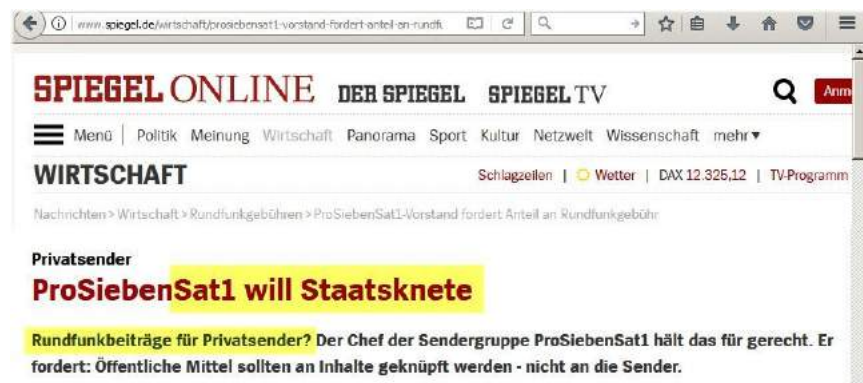 www.spiegel.de/wirtschaft/prosiebensat1-vorstand-fordert-anteil-an-rundfu
SPIEGEL ONLINE DER SPIEGEL SPIEGEL TV
Anme
Menü | Politik Meinung Wirtschaft Panorama Sport Kultur Netzwelt Wissenschaft mehr▼
WIRTSCHAFT
Schlagzeilen | Wetter | DAX 12.325,12 | TV-Programm
Nachrichten > Wirtschaft > Rundfunkgebühren > ProSiebenSat1-Vorstand fordert Anteil an Rundfunkgebühr
Privatsender
ProSiebenSat1 will Staatsknete
Rundfunkbeiträge für Privatsender? Der Chef der Sendergruppe ProSiebenSat1 hält das für gerecht. Er
fordert: Öffentliche Mittel sollten an Inhalte geknüpft werden - nicht an die Sender.